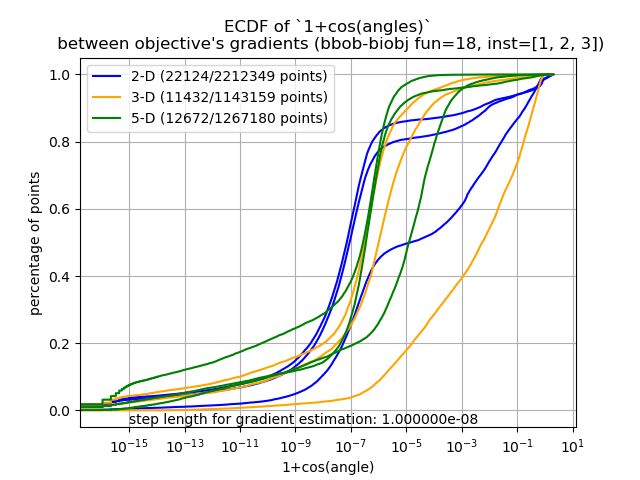 ECDF of `1+cos(angles)`
between objective's gradients (bbob-biobj fun=18, inst=[1, 2, 3])
2-D (22124/2212349 points)
3-D (11432/1143159 points)
5-D (12672/1267180 points)
percentage of points
1.0
0.8
0.6
0.4
0.2
0.0
step length for gradient estimation: 1.000000e-08
10⁻¹⁵ 10⁻¹³ 10⁻¹¹ 10⁻⁹ 10⁻⁷ 10⁻⁵ 10⁻³ 10⁻¹ 10¹
1+cos(angle)